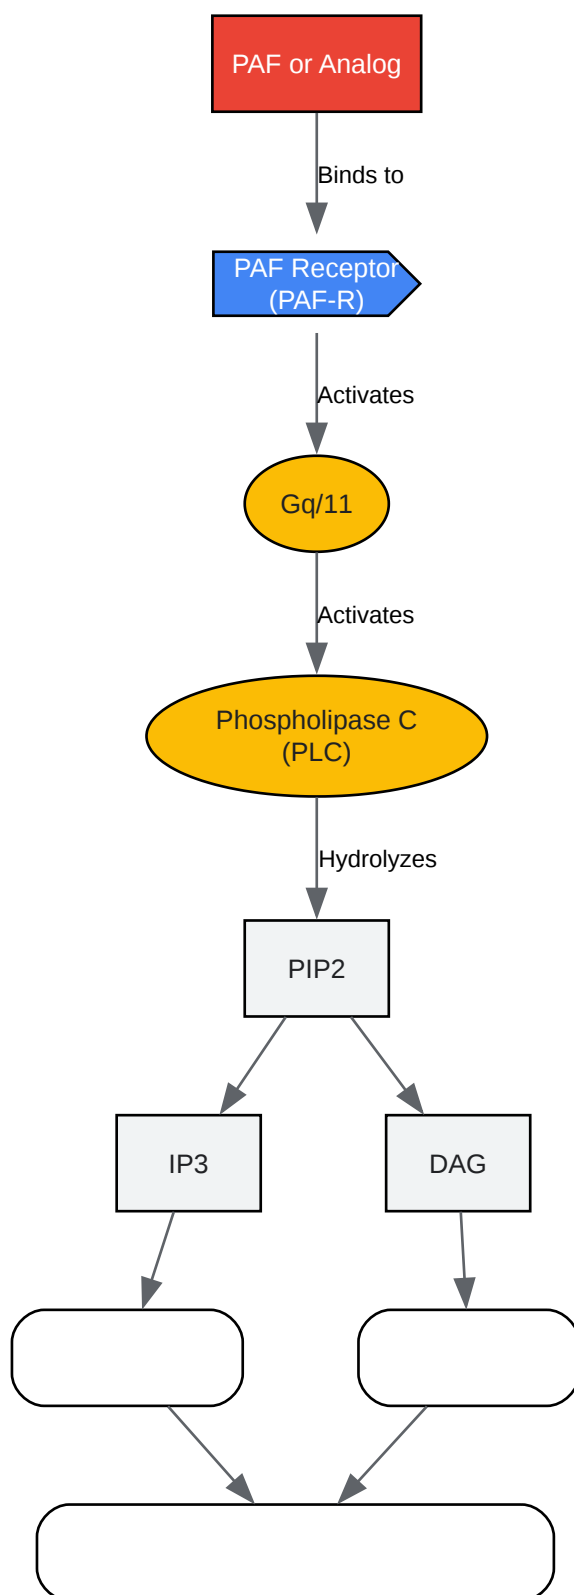 PAF or Analog
Binds to
PAF Receptor
(PAF-R)
Activates
Gq/11
Activates
Phospholipase C
(PLC)
Hydrolyzes
PIP2
IP3
DAG